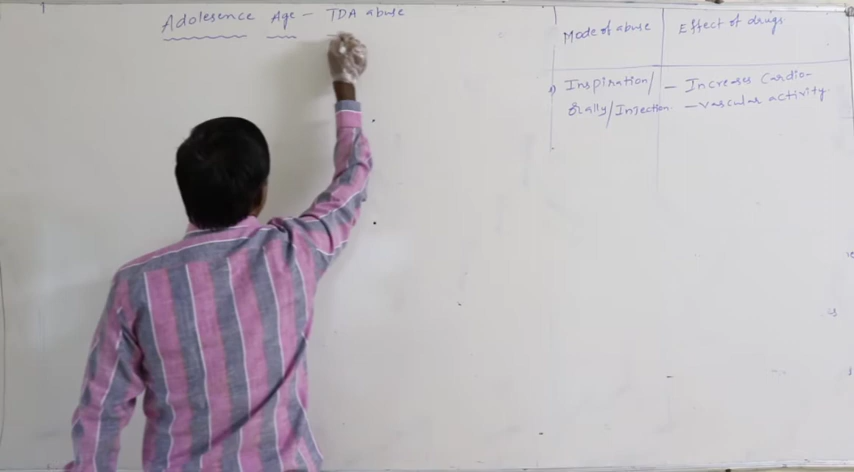 Adolesence Age - TDA abuse
Mode of abuse
Effect of drugs
1) Inspiration/
Orally/Injection
- Increases Cardio-
- vascular activity